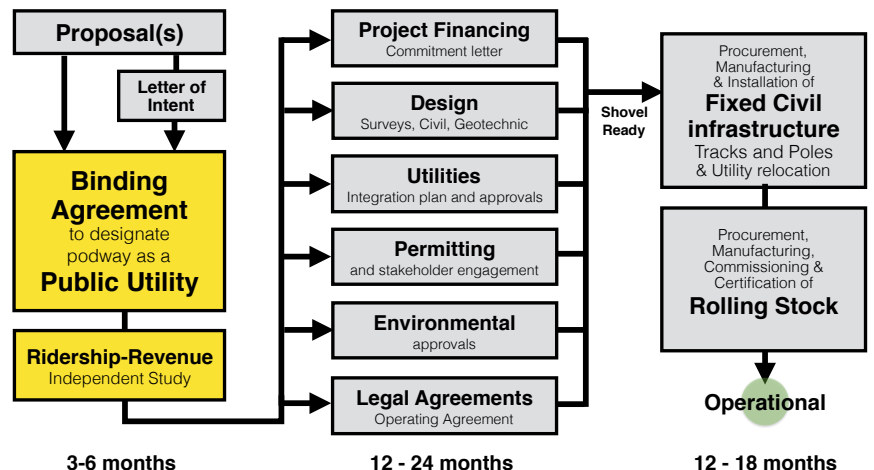 Proposal(s)
Letter of
Intent
Binding
Agreement
to designate
podway as a
Public Utility
Ridership-Revenue
Independent Study
3-6 months
Project Financing
Commitment letter
Design
Surveys, Civil, Geotechnic
Utilities
Integration plan and approvals
Permitting
and stakeholder engagement
Environmental
approvals
Legal Agreements
Operating Agreement
12 - 24 months
Shovel
Ready
Procurement,
Manufacturing
& Installation of
Fixed Civil
infrastructure
Tracks and Poles
& Utility relocation
Procurement,
Manufacturing,
Commissioning &
Certification of
Rolling Stock
Operational
12 - 18 months